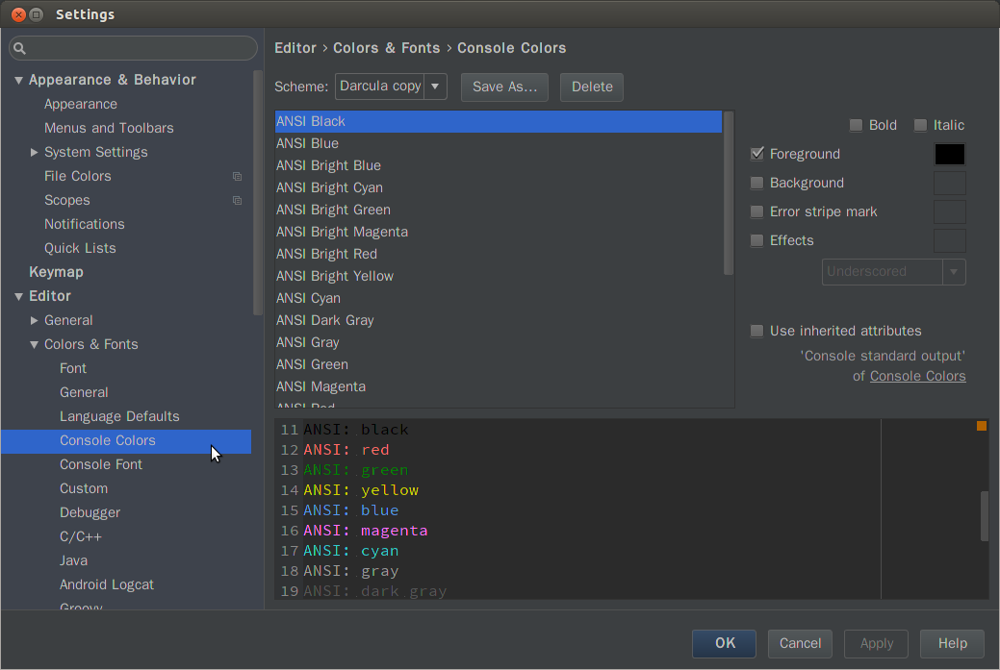 Settings
Appearance & Behavior
Appearance
Menus and Toolbars
System Settings
File Colors
Scopes
Notifications
Quick Lists
Keymap
Editor
General
Colors & Fonts
Font
General
Language Defaults
Console Colors
Console Font
Custom
Debugger
C/C++
Java
Android Logcat
Groovy
Editor › Colors & Fonts › Console Colors
Scheme: Darcula copy Save As... Delete
ANSI Black
ANSI Blue
ANSI Bright Blue
ANSI Bright Cyan
ANSI Bright Green
ANSI Bright Magenta
ANSI Bright Red
ANSI Bright Yellow
ANSI Cyan
ANSI Dark Gray
ANSI Gray
ANSI Green
ANSI Magenta
ANSI Red
Bold Italic
Foreground
Background
Error stripe mark
Effects
Underscored
Use inherited attributes
'Console standard output'
of Console Colors
11 ANSI: black
12 ANSI: red
13 ANSI: green
14 ANSI: yellow
15 ANSI: blue
16 ANSI: magenta
17 ANSI: cyan
18 ANSI: gray
19 ANSI: dark gray
OK Cancel Apply Help